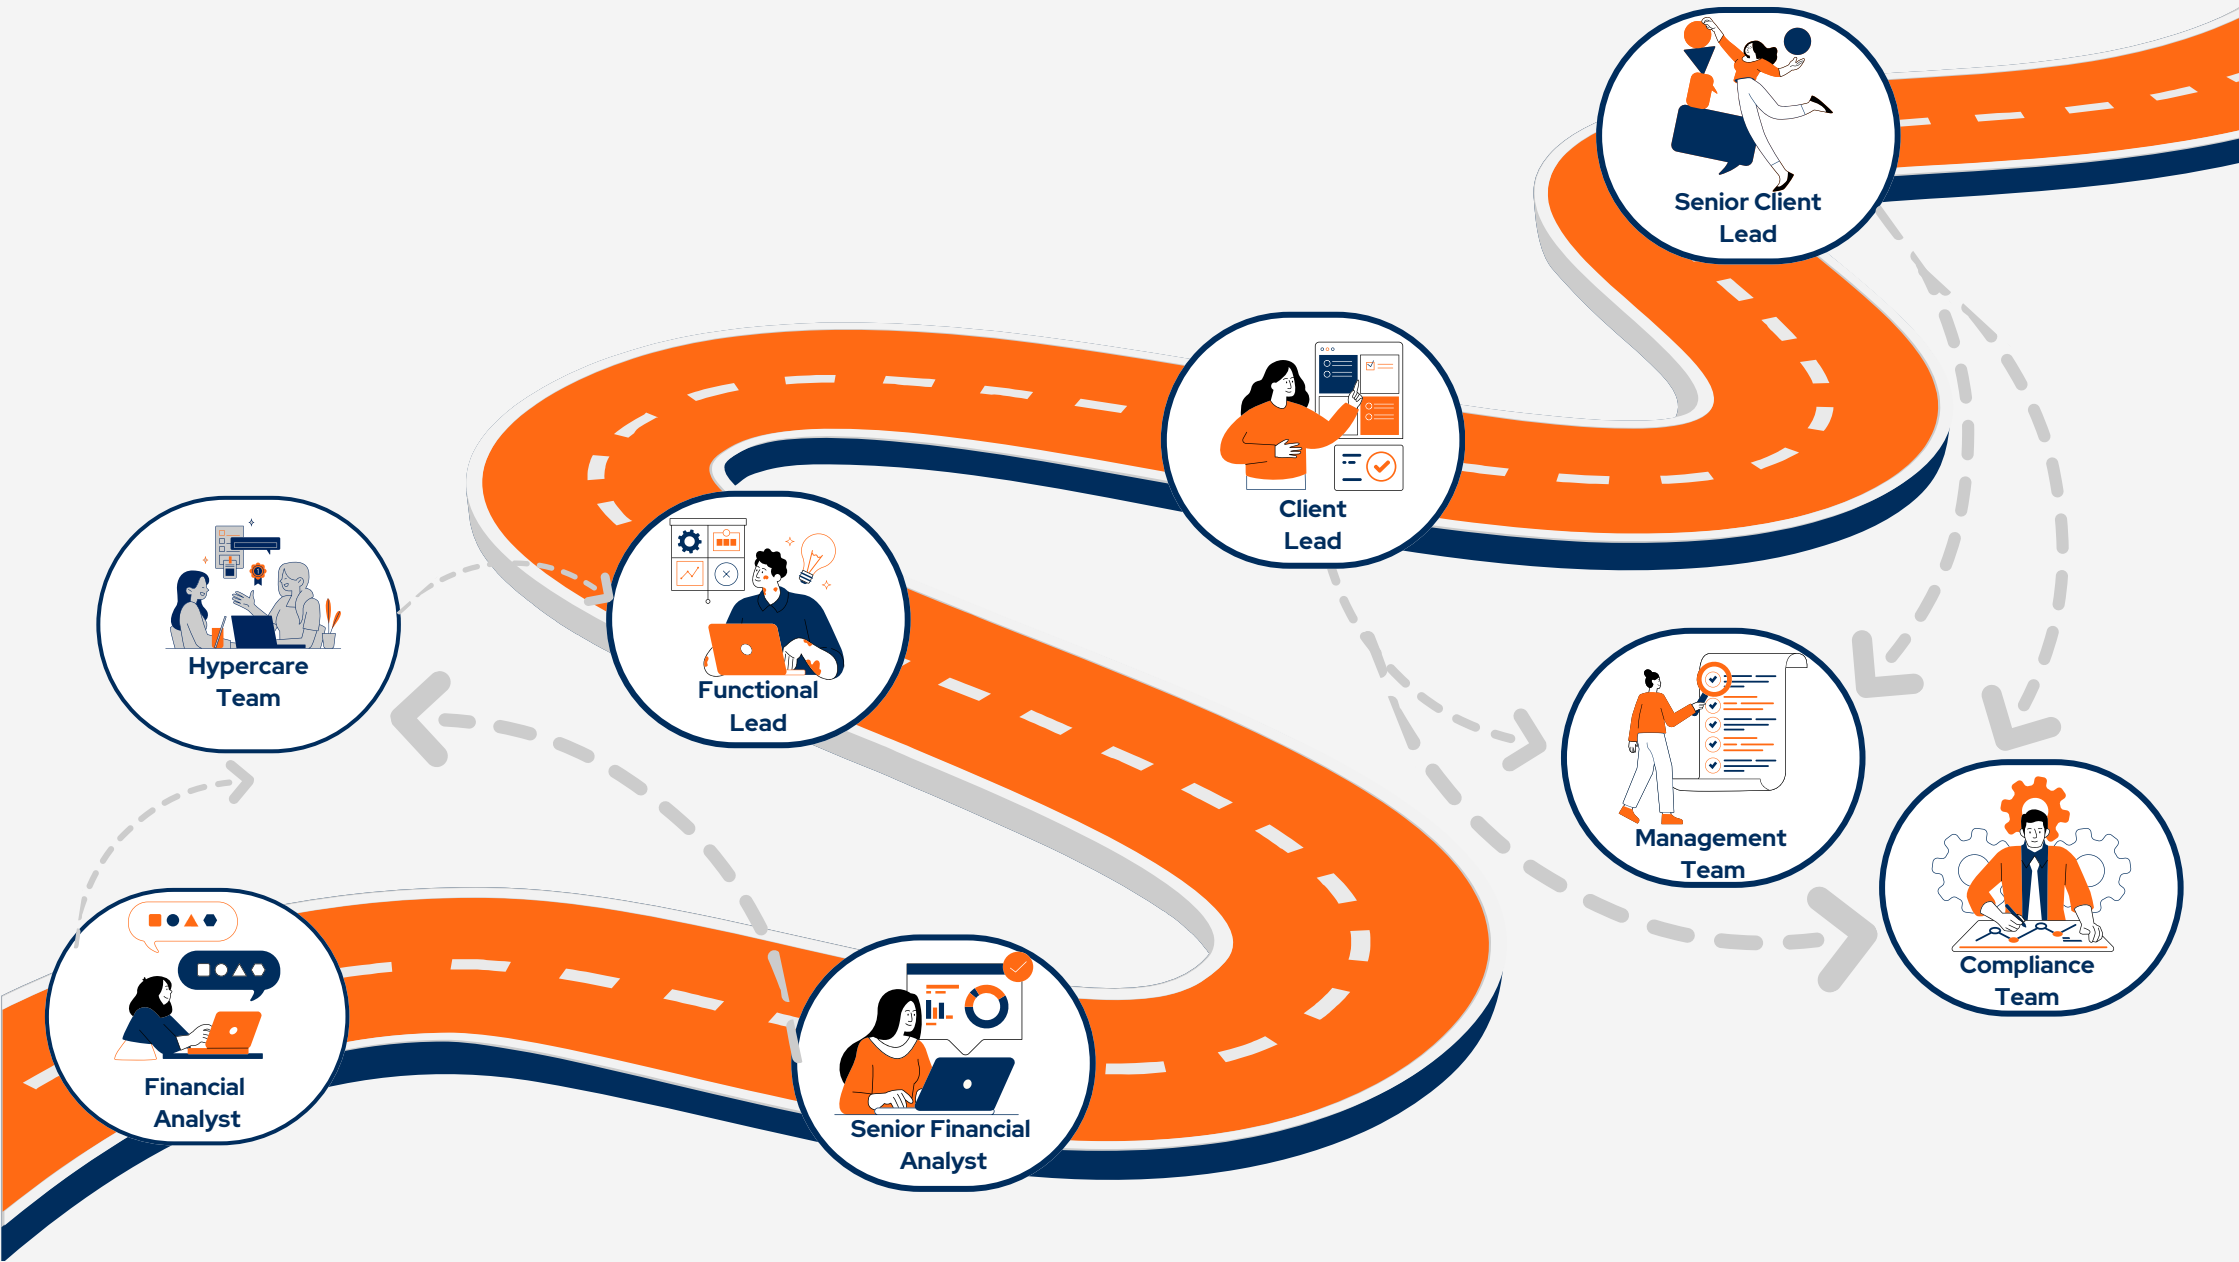 Senior Client
Lead
Client
Lead
Hypercare
Team
Functional
Lead
Management
Team
Compliance
Team
Financial
Analyst
Senior Financial
Analyst